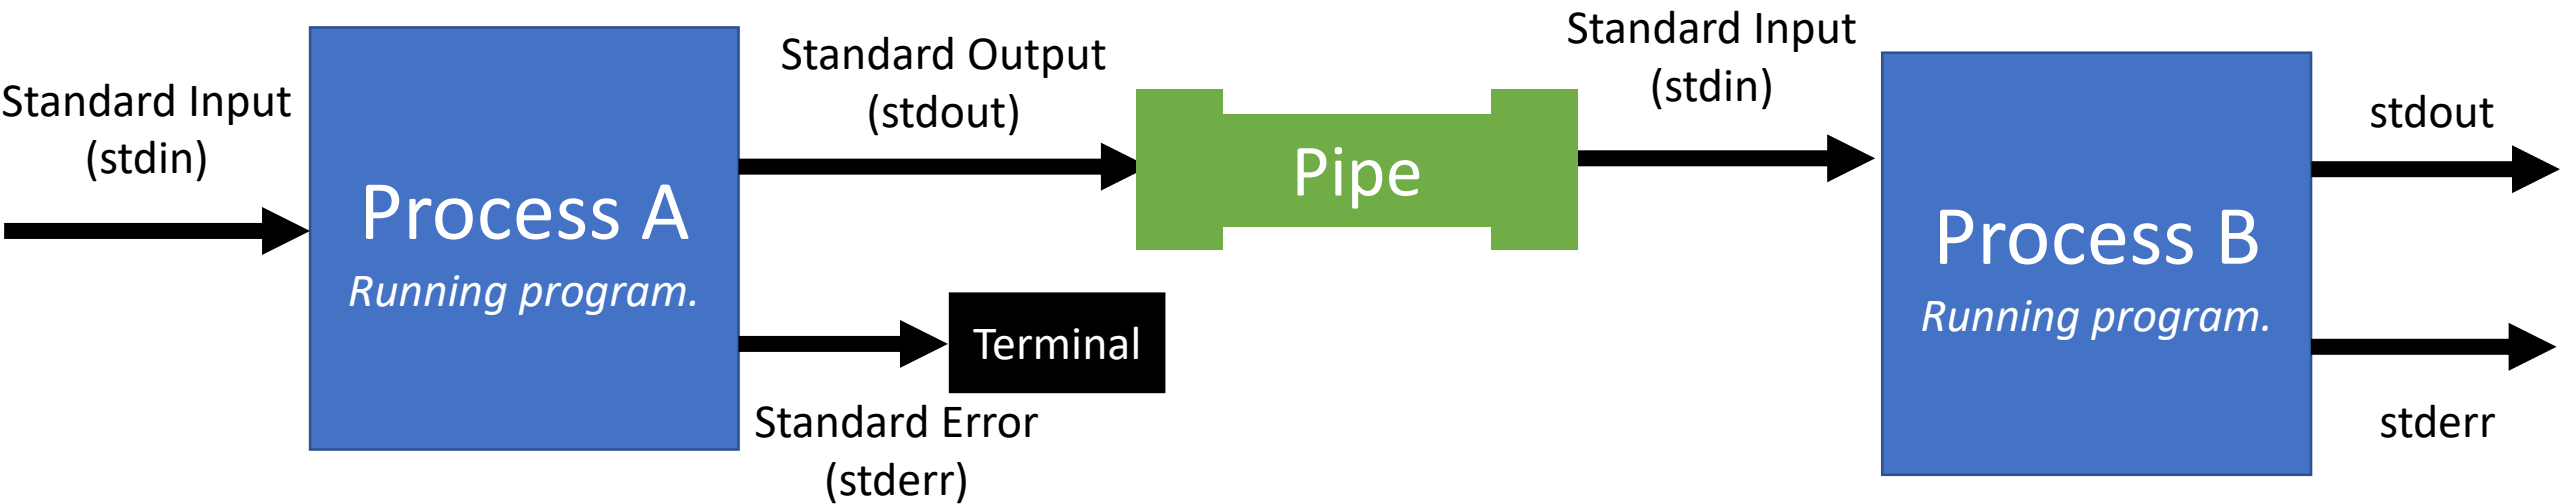 Standard Input
(stdin)
Process A
Running program.
Standard Output
(stdout)
Terminal
Standard Error
(stderr)
Pipe
Standard Input
(stdin)
Process B
Running program.
stdout
stderr